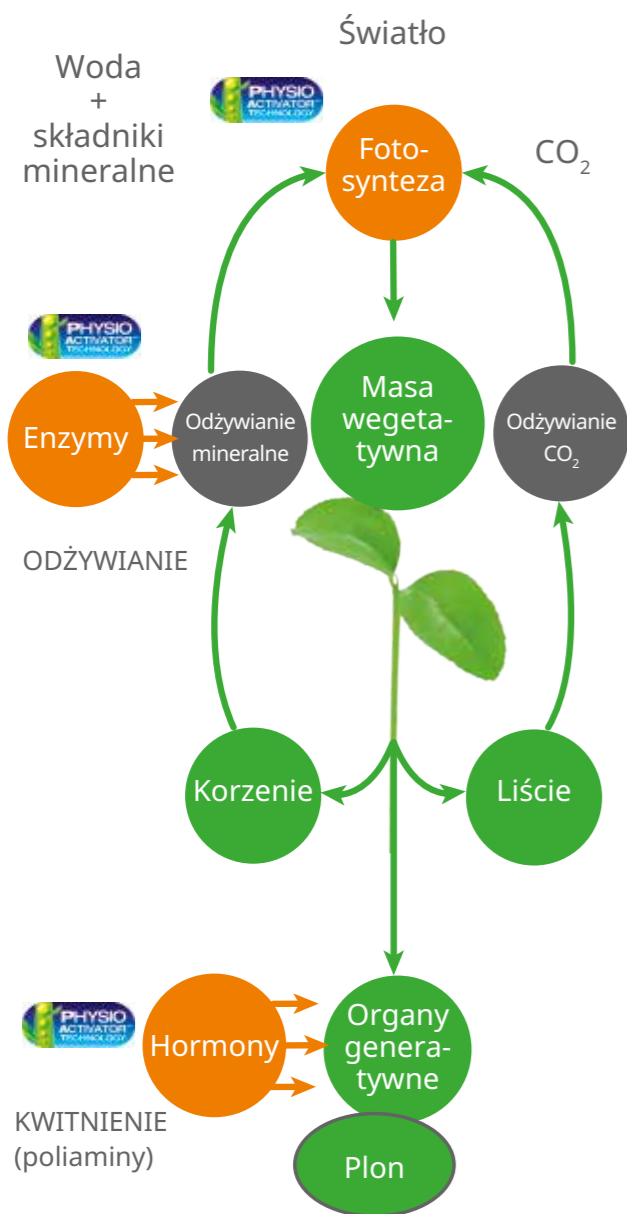 Światło
Woda
+
składniki
mineralne
PHYSIO
ACTIVATOR
TECHNOLOGY
Foto-
synteza
CO₂
PHYSIO
ACTIVATOR
TECHNOLOGY
Enzymy
Odżywianie
mineralne
Masa
wegeta-
tywna
Odżywianie
CO₂
ODŻYWIANIE
Korzenie
Liście
PHYSIO
ACTIVATOR
TECHNOLOGY
Hormony
Organy
genera-
tywne
KWITNIENIE
(poliaminy)
Plon